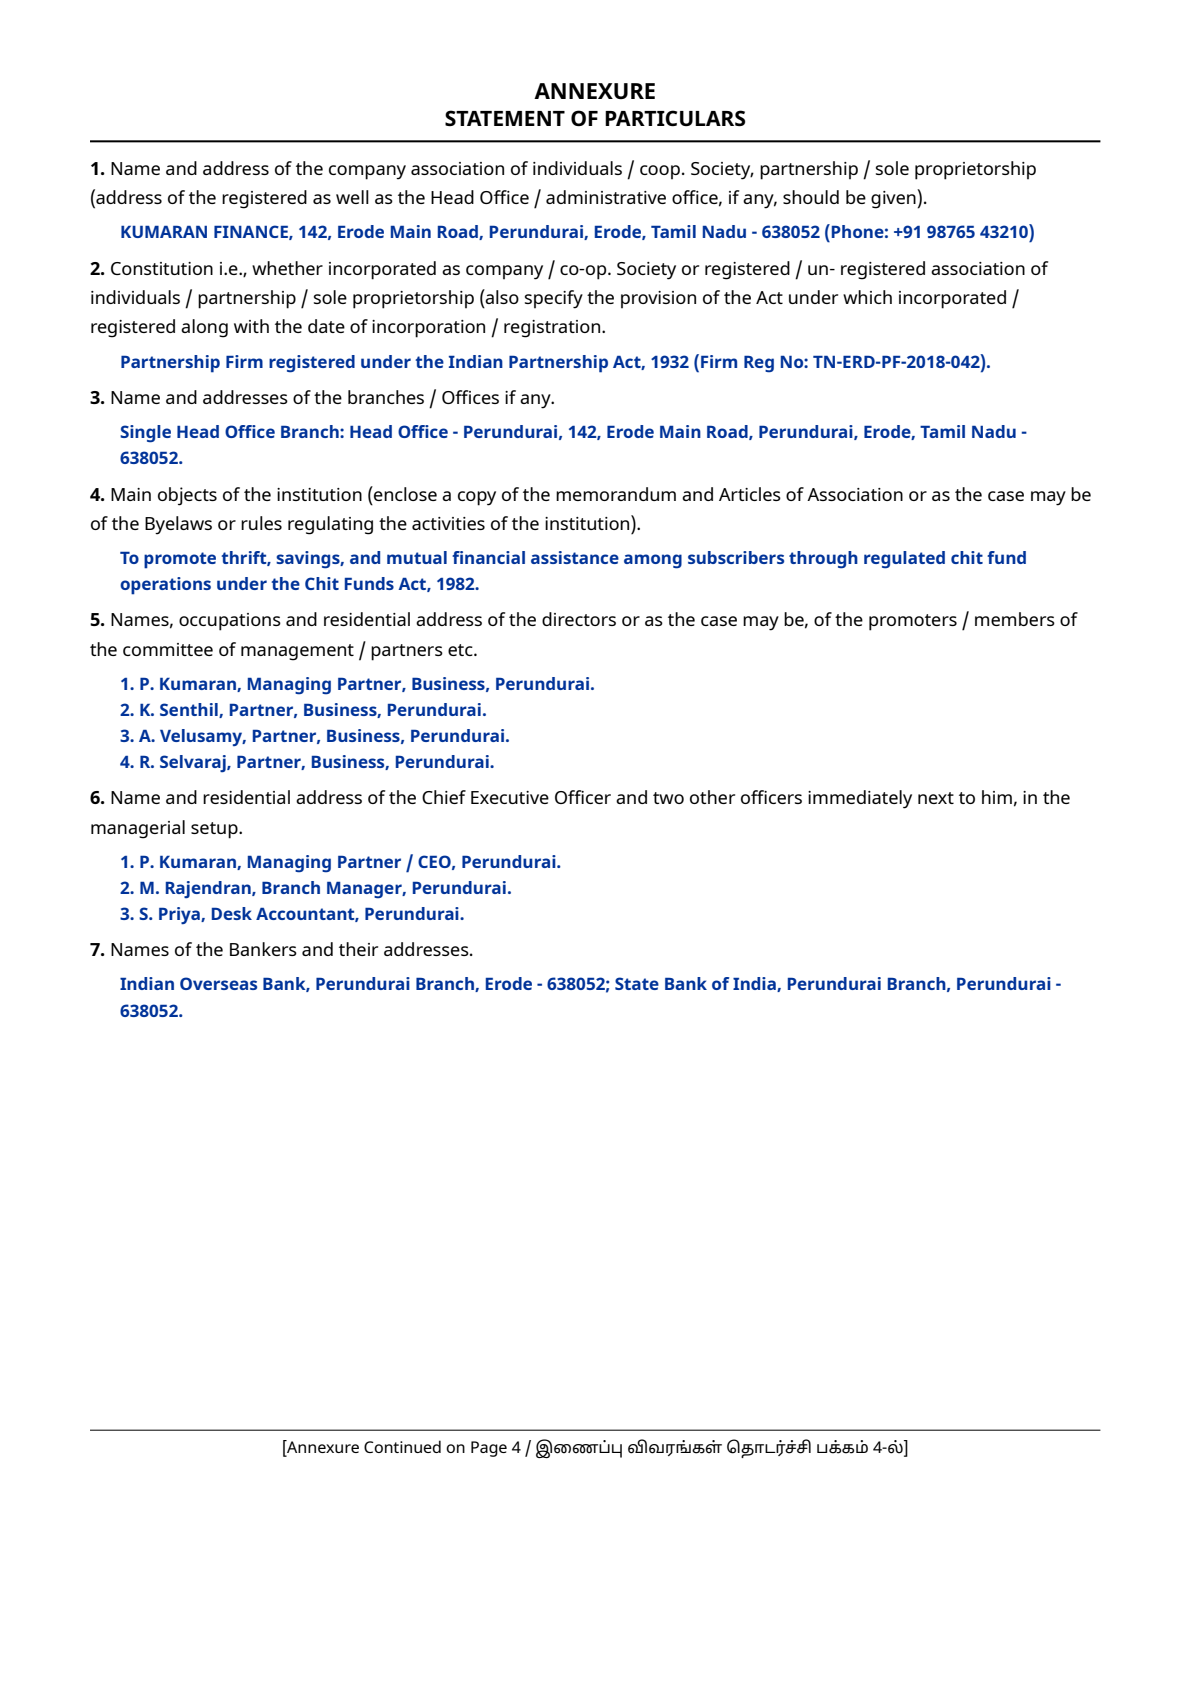 ANNEXURE
STATEMENT OF PARTICULARS
1. Name and address of the company association of individuals / coop. Society, partnership / sole proprietorship
(address of the registered as well as the Head Office / administrative office, if any, should be given).
KUMARAN FINANCE, 142, Erode Main Road, Perundurai, Erode, Tamil Nadu - 638052 (Phone: +91 98765 43210)
2. Constitution i.e., whether incorporated as company / co-op. Society or registered / un- registered association of
individuals / partnership / sole proprietorship (also specify the provision of the Act under which incorporated /
registered along with the date of incorporation / registration.
Partnership Firm registered under the Indian Partnership Act, 1932 (Firm Reg No: TN-ERD-PF-2018-042).
3. Name and addresses of the branches / Offices if any.
Single Head Office Branch: Head Office - Perundurai, 142, Erode Main Road, Perundurai, Erode, Tamil Nadu -
638052.
4. Main objects of the institution (enclose a copy of the memorandum and Articles of Association or as the case may be
of the Byelaws or rules regulating the activities of the institution).
To promote thrift, savings, and mutual financial assistance among subscribers through regulated chit fund
operations under the Chit Funds Act, 1982.
5. Names, occupations and residential address of the directors or as the case may be, of the promoters / members of
the committee of management / partners etc.
1. P. Kumaran, Managing Partner, Business, Perundurai.
2. K. Senthil, Partner, Business, Perundurai.
3. A. Velusamy, Partner, Business, Perundurai.
4. R. Selvaraj, Partner, Business, Perundurai.
6. Name and residential address of the Chief Executive Officer and two other officers immediately next to him, in the
managerial setup.
1. P. Kumaran, Managing Partner / CEO, Perundurai.
2. M. Rajendran, Branch Manager, Perundurai.
3. S. Priya, Desk Accountant, Perundurai.
7. Names of the Bankers and their addresses.
Indian Overseas Bank, Perundurai Branch, Erode - 638052; State Bank of India, Perundurai Branch, Perundurai -
638052.
[Annexure Continued on Page 4 / இணைப்பு விவரங்கள் தொடர்ச்சி பக்கம் 4-ல்]